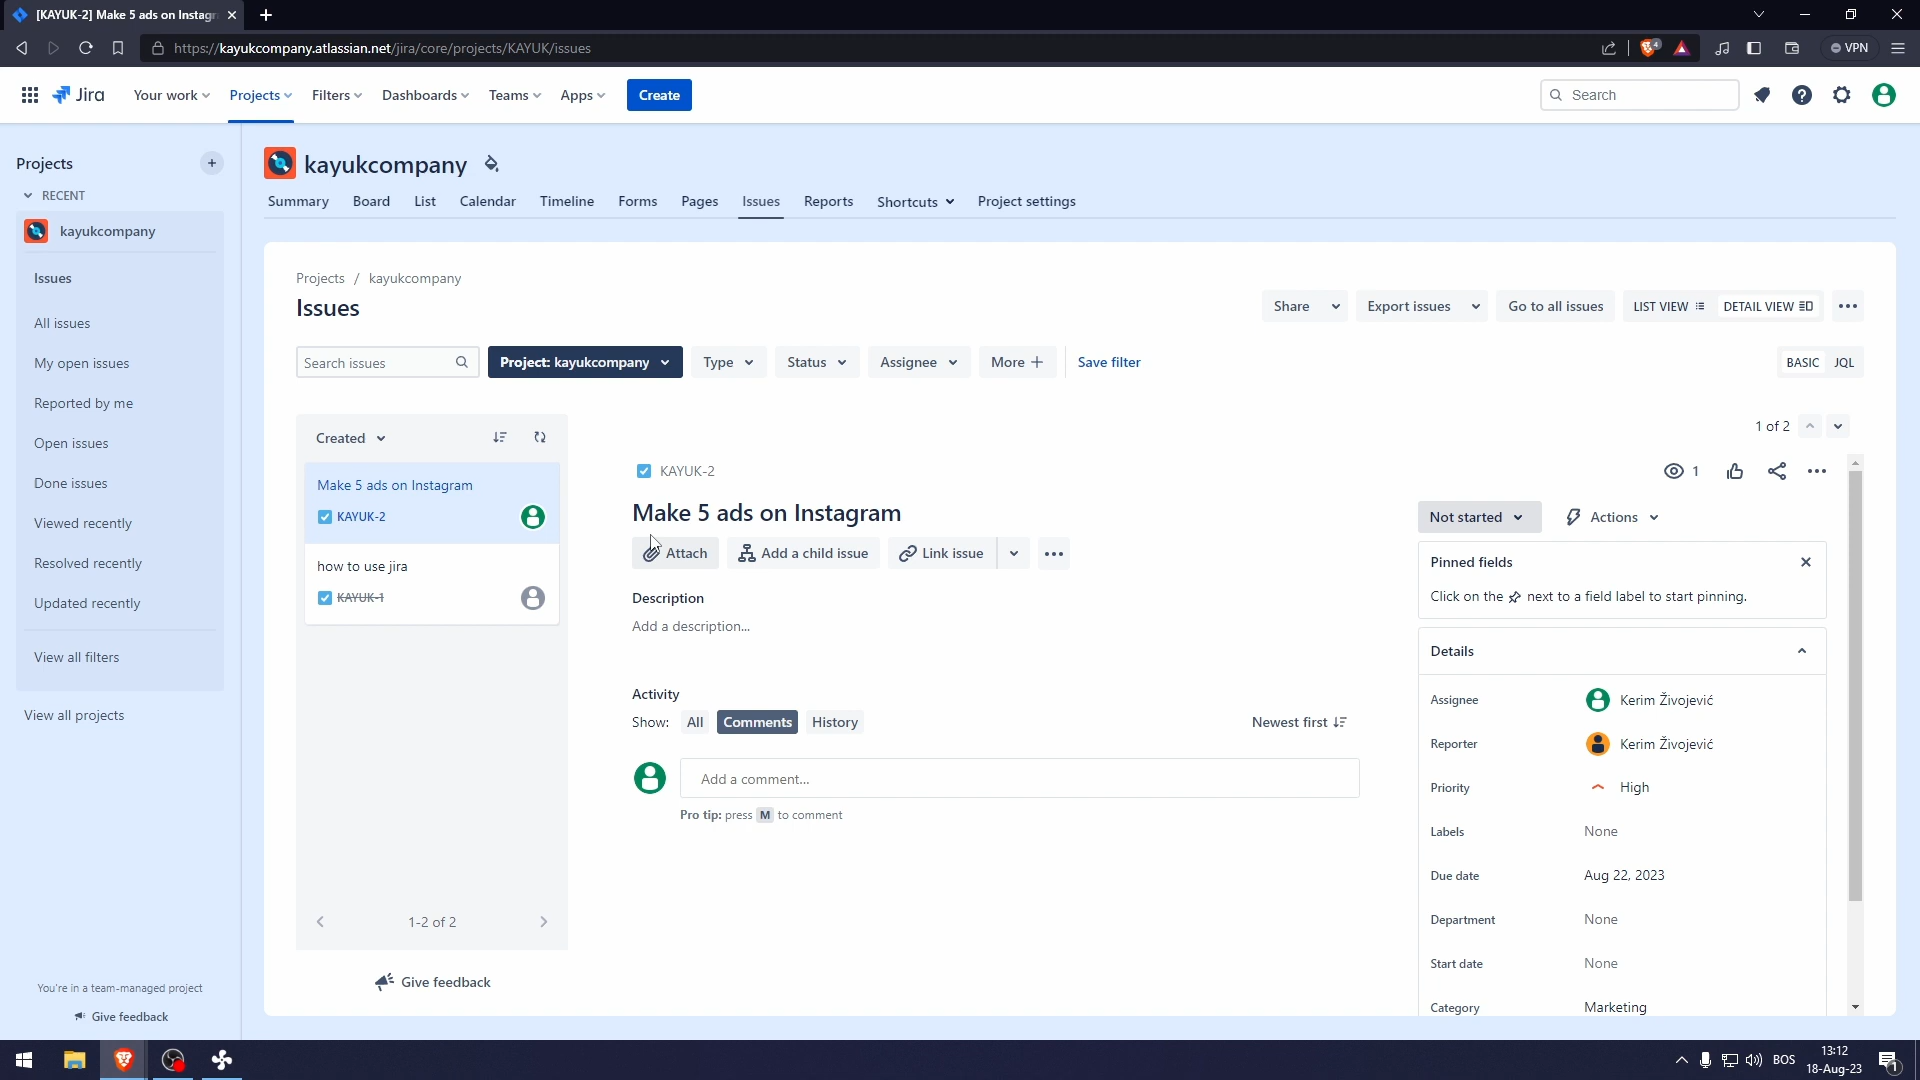 [KAYUK-2] Make 5 ads on Instagr
https://kayukcompany.atlassian.net/jira/core/projects/KAYUK/issues
4
VPN
Jira
Your work
Projects
Filters
Dashboards
Teams
Apps
Create
Search
Projects
RECENT
kayukcompany
Issues
All issues
My open issues
Reported by me
Open issues
Done issues
Viewed recently
Resolved recently
Updated recently
View all filters
View all projects
You're in a team-managed project
Give feedback
kayukcompany
Summary
Board
List
Calendar
Timeline
Forms
Pages
Issues
Reports
Shortcuts
Project settings
Projects / kayukcompany
Issues
Share
Export issues
Go to all issues
LIST VIEW
DETAIL VIEW
Search issues
Project: kayukcompany
Type
Status
Assignee
More
Save filter
BASIC
JQL
Created
Make 5 ads on Instagram
KAYUK-2
how to use jira
KAYUK-1
1-2 of 2
Give feedback
1 of 2
KAYUK-2
1
Make 5 ads on Instagram
Attach
Add a child issue
Link issue
Description
Add a description...
Activity
Show:
All
Comments
History
Newest first
Add a comment...
Pro tip: press M to comment
Not started
Actions
Pinned fields
Click on the next to a field label to start pinning.
Details
Assignee
Kerim Živojević
Reporter
Kerim Živojević
Priority
High
Labels
None
Due date
Aug 22, 2023
Department
None
Start date
None
Category
Marketing
BOS
13:12
18-Aug-23
1